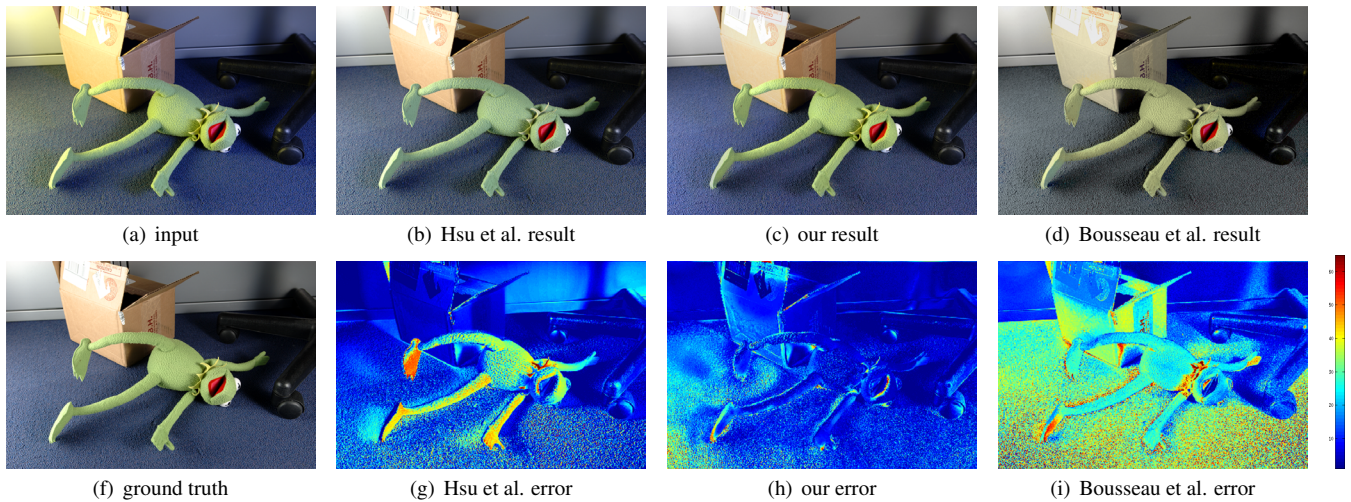 (a) input
(b) Hsu et al. result
(c) our result
(d) Bousseau et al. result
(f) ground truth
(g) Hsu et al. error
(h) our error
(i) Bousseau et al. error